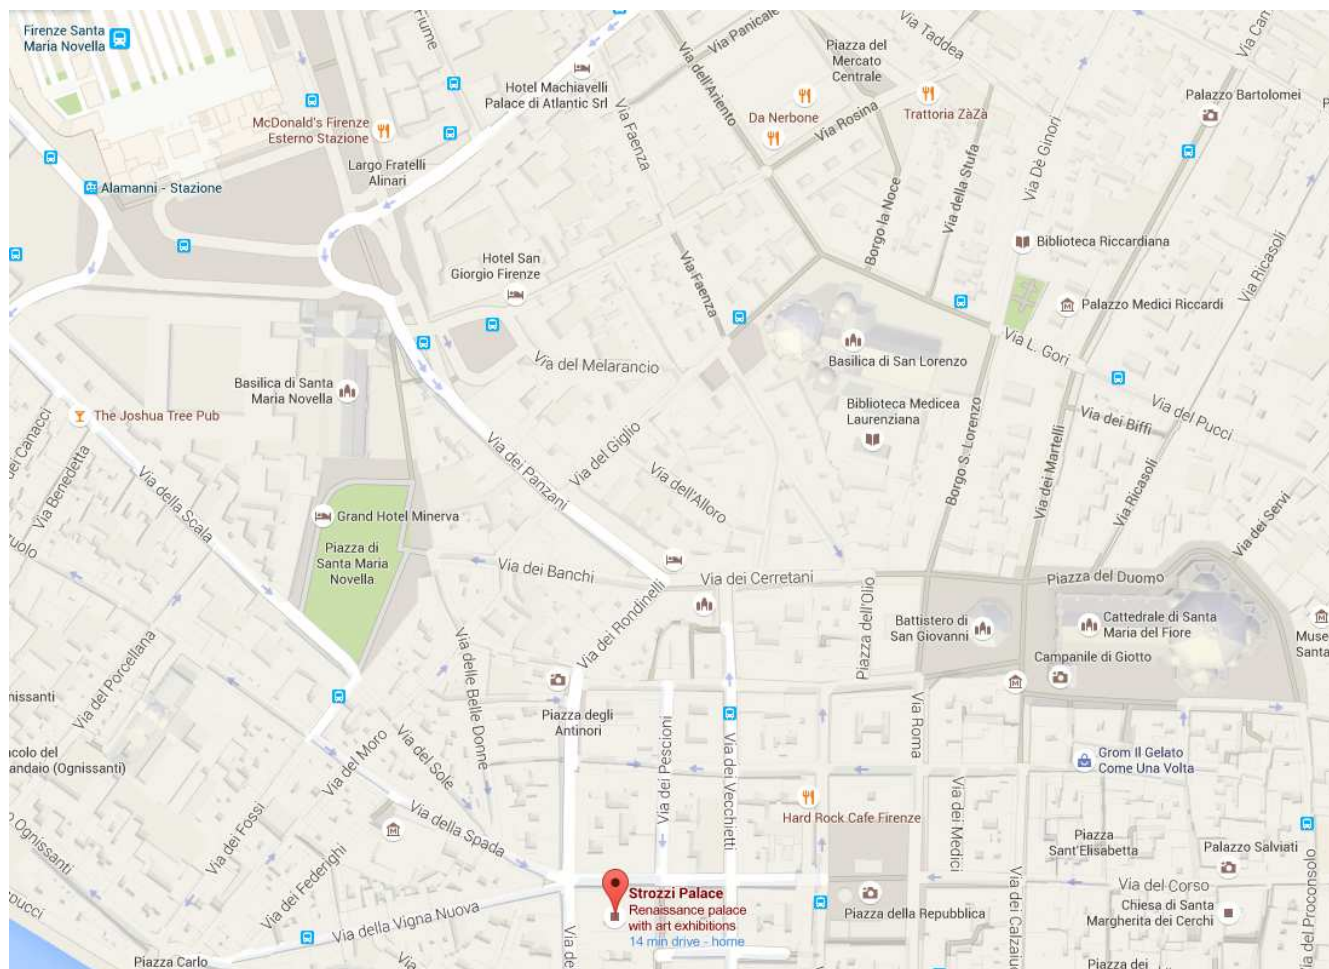 Firenze Santa
Maria Novella
Fiume
Via Panicale
Via Taddea
Via Cam
Piazza del
Mercato
Centrale
Via dell'Ariento
Hotel Machiavelli
Palace di Atlantic Srl
Palazzo Bartolomei
McDonald's Firenze
Esterno Stazione
Via Faenza
Da Nerbone
Via Rosina
Trattoria ZàZà
Via Dè Ginori
Largo Fratelli
Alinari
Alamanni - Stazione
Borgo la Noce
Via della Stufa
Hotel San
Giorgio Firenze
Via Faenza
Biblioteca Riccardiana
Via Ricasoli
Palazzo Medici Riccardi
Via L. Gori
Via del Melarancio
Basilica di San Lorenzo
Basilica di Santa
Maria Novella
The Joshua Tree Pub
Biblioteca Medicea
Laurenziana
Via dei Biffi
Via dei Pucci
Canacci
Via Benedetta
Via della Scala
Via dei Panzani
Via del Giglio
Via dell'Alloro
Borgo S. Lorenzo
Via dei Martelli
Via Ricasoli
Via dei Servi
Grand Hotel Minerva
Piazza di
Santa Maria
Novella
Via dei Banchi
Via dei Cerretani
Piazza del Duomo
Via dei Rondinelli
Piazza dell'Olio
Battistero di
San Giovanni
Cattedrale di Santa
Maria del Fiore
Campanile di Giotto
Muse
Santa
Via del Porcellana
Via delle Belle Donne
nissanti
Piazza degli
Antinori
Via Roma
Via dei Pescioni
Via dei Vecchietti
acolo del
andaio (Ognissanti)
Via del Moro
Via del Sole
Grom Il Gelato
Come Una Volta
Hard Rock Cafe Firenze
Via dei Medici
Via dei Fossi
Via della Spada
Piazza
Sant'Elisabetta
Palazzo Salviati
Ognissanti
Via dei Federighi
Strozzi Palace
Renaissance palace
with art exhibitions
14 min drive - home
Piazza della Repubblica
Via del Corso
Chiesa di Santa
Margherita dei Cerchi
Via del Proconsolo
Via dei Calzaiuo
Via della Vigna Nuova
Via de
Piazza Carlo
Piazza dei